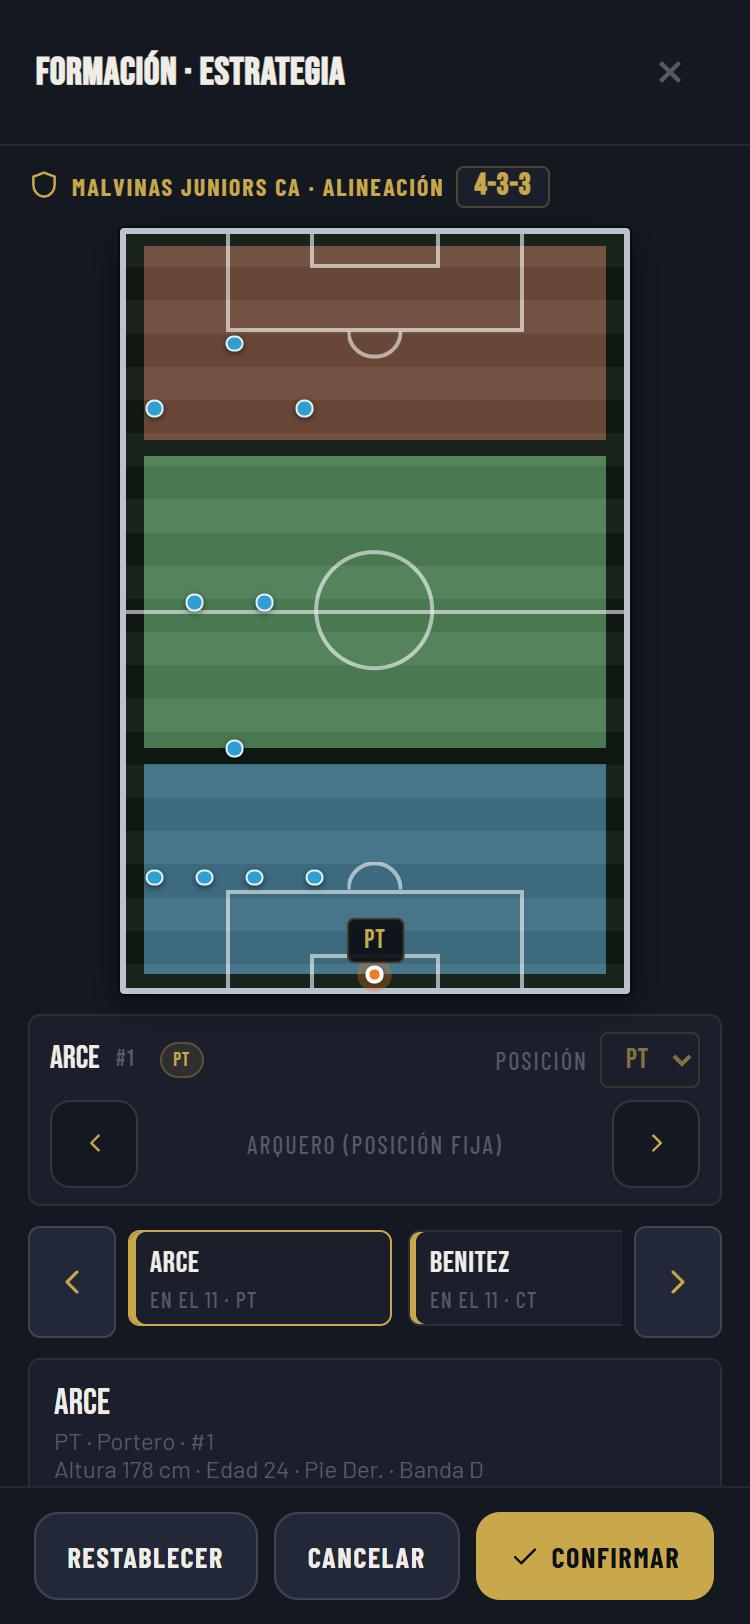 FORMACIÓN · ESTRATEGIA
MALVINAS JUNIORS CA · ALINEACIÓN 4-3-3
PT
ARCE #1 PT POSICIÓN PT
ARQUERO (POSICIÓN FIJA)
ARCE BENITEZ
EN EL 11 · PT EN EL 11 · CT
ARCE
PT · Portero · #1
Altura 178 cm · Edad 24 · Pie Der. · Banda D
RESTABLECER CANCELAR CONFIRMAR